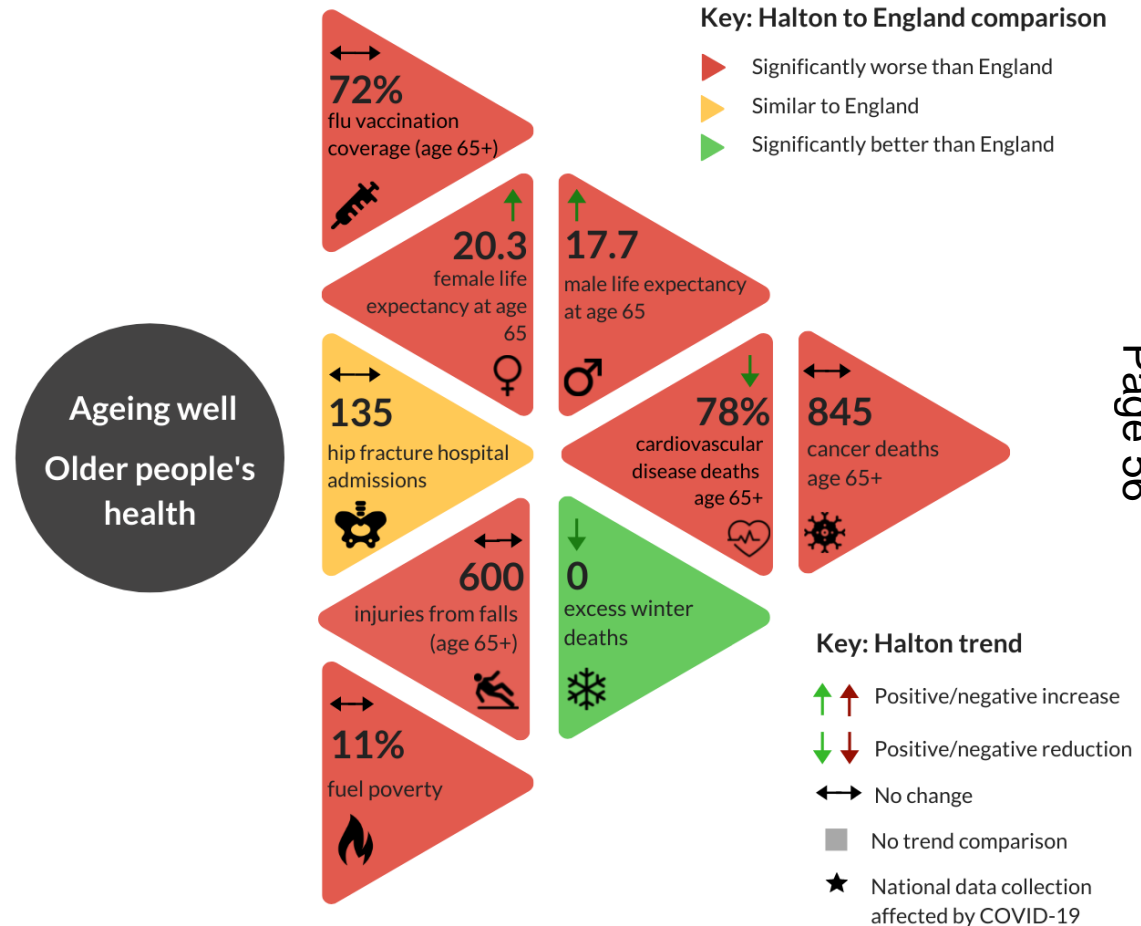 Key: Halton to England comparison
Significantly worse than England
Similar to England
Significantly better than England
72%
flu vaccination
coverage (age 65+)
20.3
female life
expectancy at age
65
17.7
male life expectancy
at age 65
Ageing well
Older people's
health
135
hip fracture hospital
admissions
78%
cardiovascular
disease deaths
age 65+
845
cancer deaths
age 65+
600
injuries from falls
(age 65+)
0
excess winter
deaths
11%
fuel poverty
Key: Halton trend
Positive/negative increase
Positive/negative reduction
No change
No trend comparison
National data collection
affected by COVID-19
Page